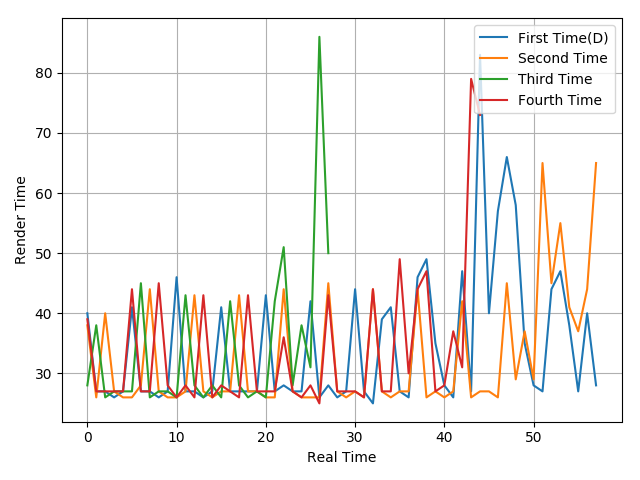 First Time(D)
Second Time
Third Time
Fourth Time
80
70
60
50
40
30
Render Time
0 10 20 30 40 50
Real Time